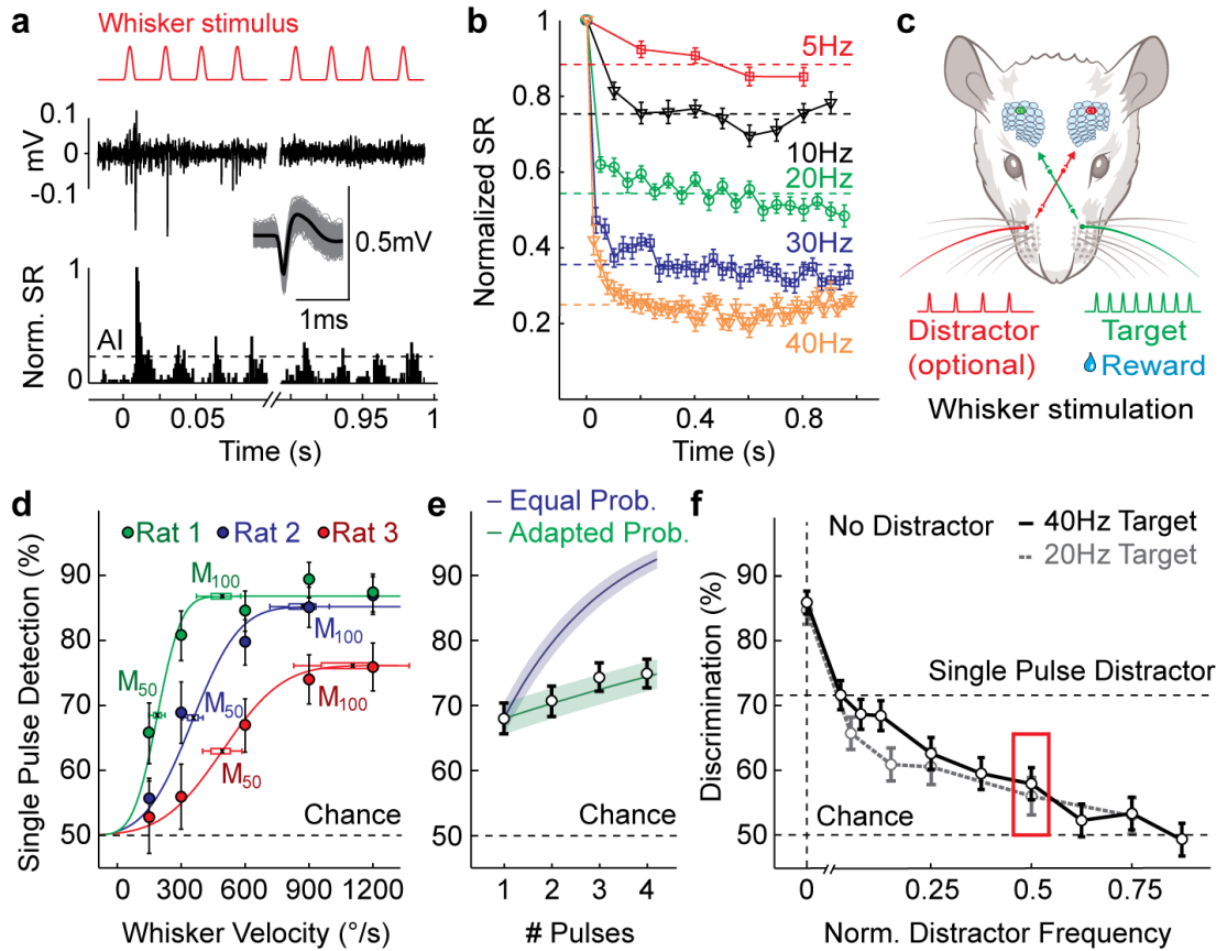 a
Whisker stimulus
0.1
0
-0.1
mV
0.5mV
1ms
1
0
Norm. SR
AI
0 0.05 0.95 1
Time (s)
b
1
0.8
0.6
0.4
0.2
Normalized SR
5Hz
10Hz
20Hz
30Hz
40Hz
0 0.4 0.8
Time (s)
c
Distractor
(optional)
Target
Reward
Whisker stimulation
d
Rat 1 Rat 2 Rat 3
90
80
70
60
50
Single Pulse Detection (%)
M100
M50
M50
M100
M50
M100
Chance
0 300 600 900 1200
Whisker Velocity (°/s)
e
Equal Prob.
Adapted Prob.
90
80
70
60
50
Chance
1 2 3 4
# Pulses
f
No Distractor
40Hz Target
20Hz Target
90
80
70
60
50
Discrimination (%)
Single Pulse Distractor
Chance
0 0.25 0.5 0.75
Norm. Distractor Frequency